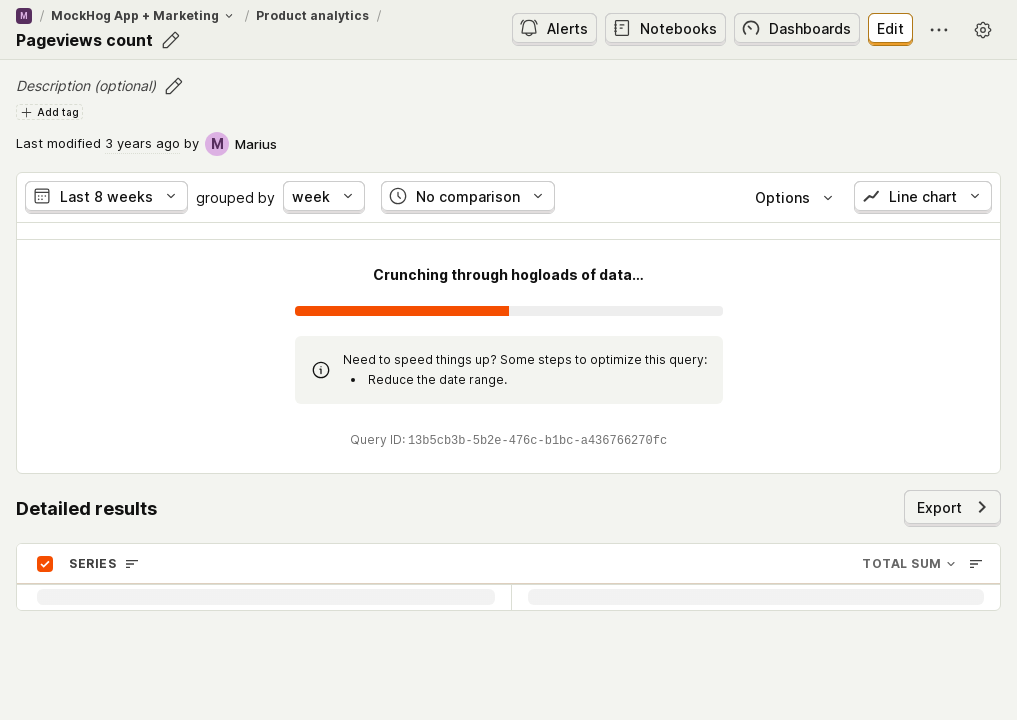 M / MockHog App + Marketing / Product analytics /
Pageviews count
Alerts Notebooks Dashboards Edit
Description (optional)
Add tag
Last modified 3 years ago by M Marius
Last 8 weeks grouped by week No comparison Options Line chart
Crunching through hogloads of data...
Need to speed things up? Some steps to optimize this query:
• Reduce the date range.
Query ID: 13b5cb3b-5b2e-476c-b1bc-a436766270fc
Detailed results
Export
SERIES TOTAL SUM